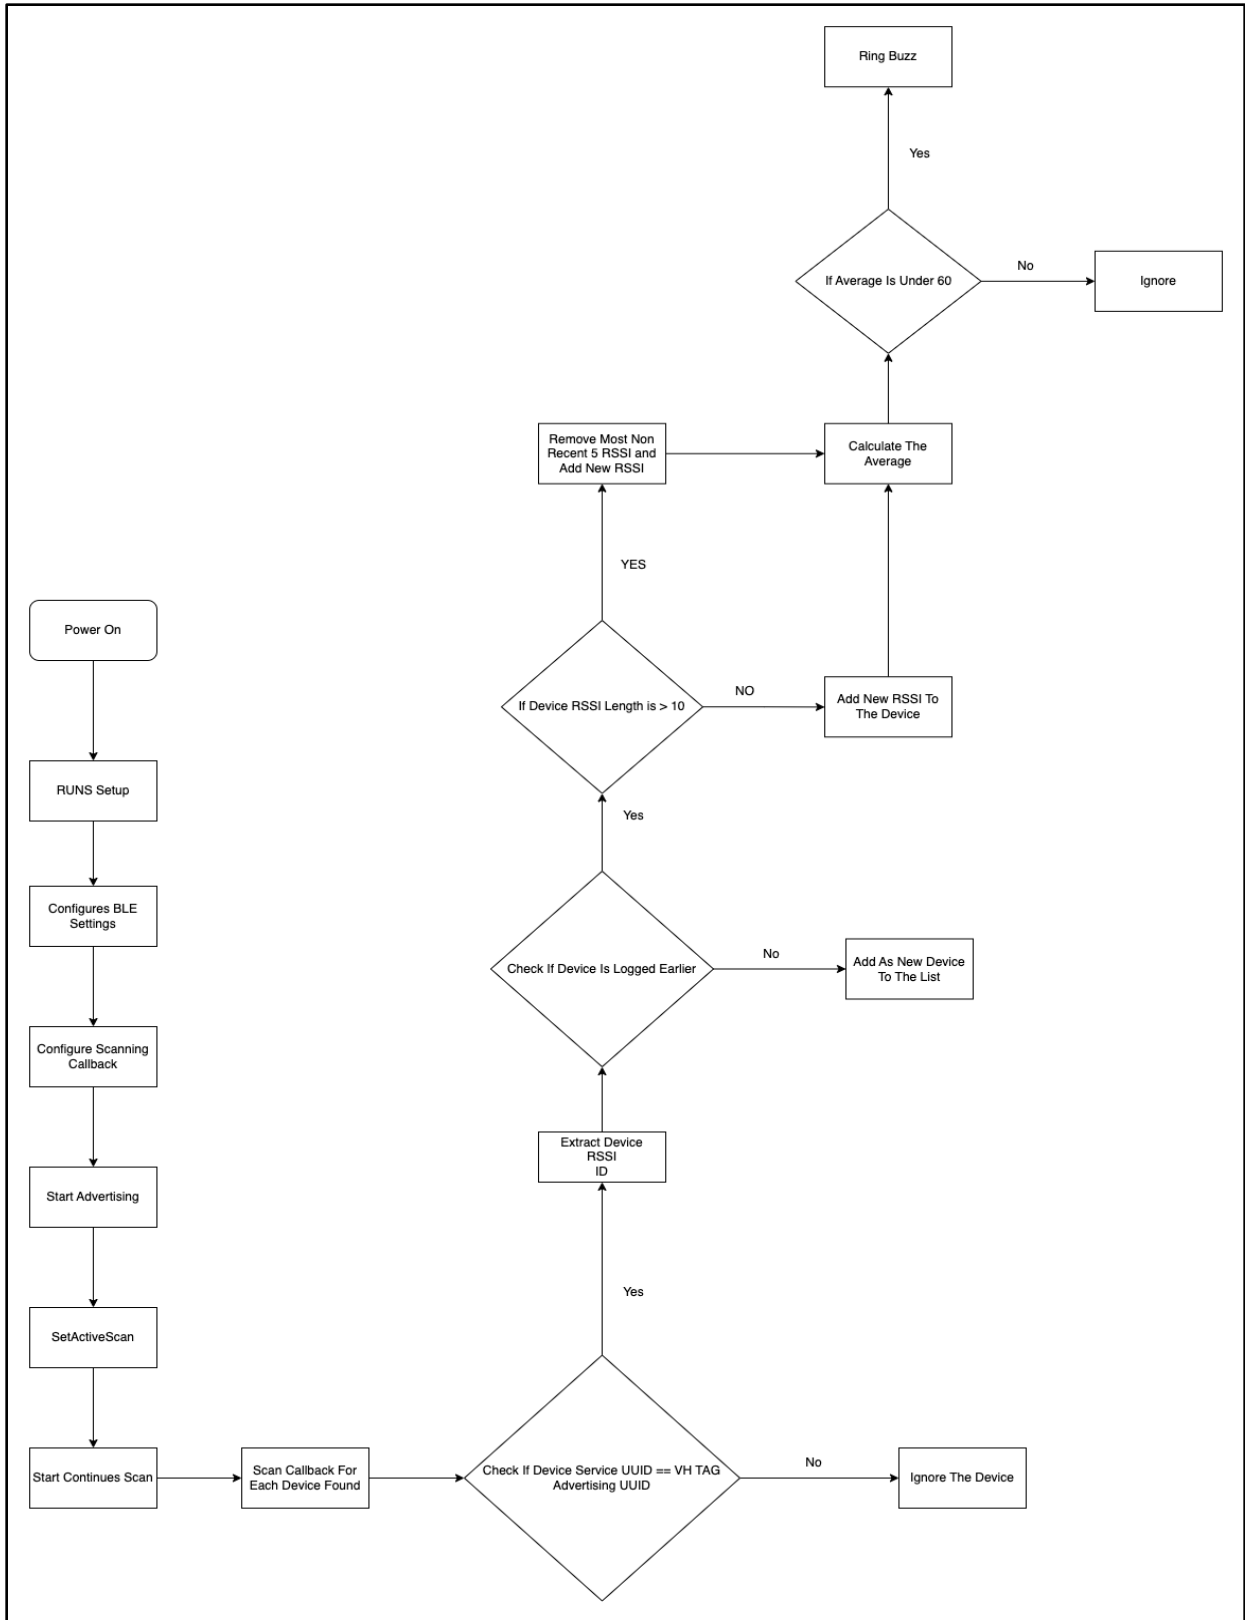 Ring Buzz
Yes
If Average Is Under 60
No
Ignore
Remove Most Non
Recent 5 RSSI and
Add New RSSI
Calculate The
Average
YES
Power On
If Device RSSI Length is > 10
NO
Add New RSSI To
The Device
RUNS Setup
Yes
Configures BLE
Settings
Check If Device Is Logged Earlier
No
Add As New Device
To The List
Configure Scanning
Callback
Extract Device
RSSI
ID
Start Advertising
Yes
SetActiveScan
Start Continues Scan
Scan Callback For
Each Device Found
Check If Device Service UUID == VH TAG
Advertising UUID
No
Ignore The Device